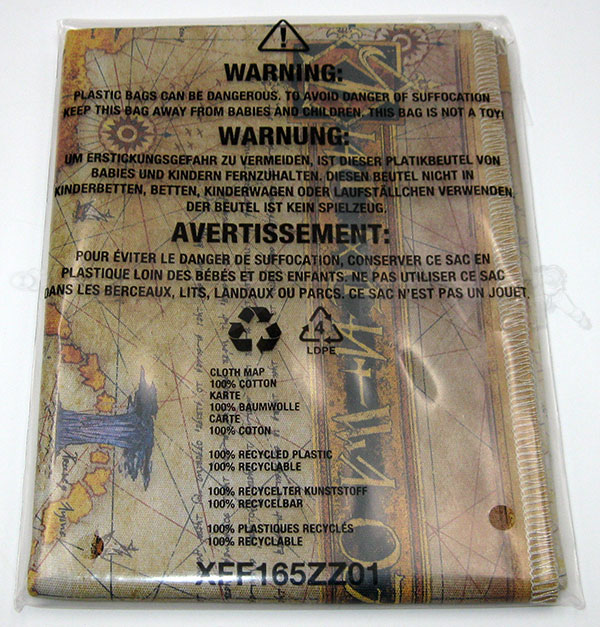 WARNING:
PLASTIC BAGS CAN BE DANGEROUS. TO AVOID DANGER OF SUFFOCATION
KEEP THIS BAG AWAY FROM BABIES AND CHILDREN. THIS BAG IS NOT A TOY!
WARNUNG:
UM ERSTICKUNGSGEFAHR ZU VERMEIDEN, IST DIESER PLATIKBEUTEL VON
BABIES UND KINDERN FERNZUHALTEN. DIESEN BEUTEL NICHT IN
KINDERBETTEN, BETTEN, KINDERWAGEN ODER LAUFSTÄLLCHEN VERWENDEN.
DER BEUTEL IST KEIN SPIELZEUG.
AVERTISSEMENT:
POUR ÉVITER LE DANGER DE SUFFOCATION, CONSERVER CE SAC EN
PLASTIQUE LOIN DES BÉBÉS ET DES ENFANTS. NE PAS UTILISER CE SAC
DANS LES BERCEAUX, LITS, LANDAUX OU PARCS. CE SAC N'EST PAS UN JOUET.
4
LDPE
CLOTH MAP
100% COTTON
KARTE
100% BAUMWOLLE
CARTE
100% COTON
100% RECYCLED PLASTIC
100% RECYCLABLE
100% RECYCELTER KUNSTSTOFF
100% RECYCELBAR
100% PLASTIQUES RECYCLÉS
100% RECYCLABLE
XFF165ZZ01